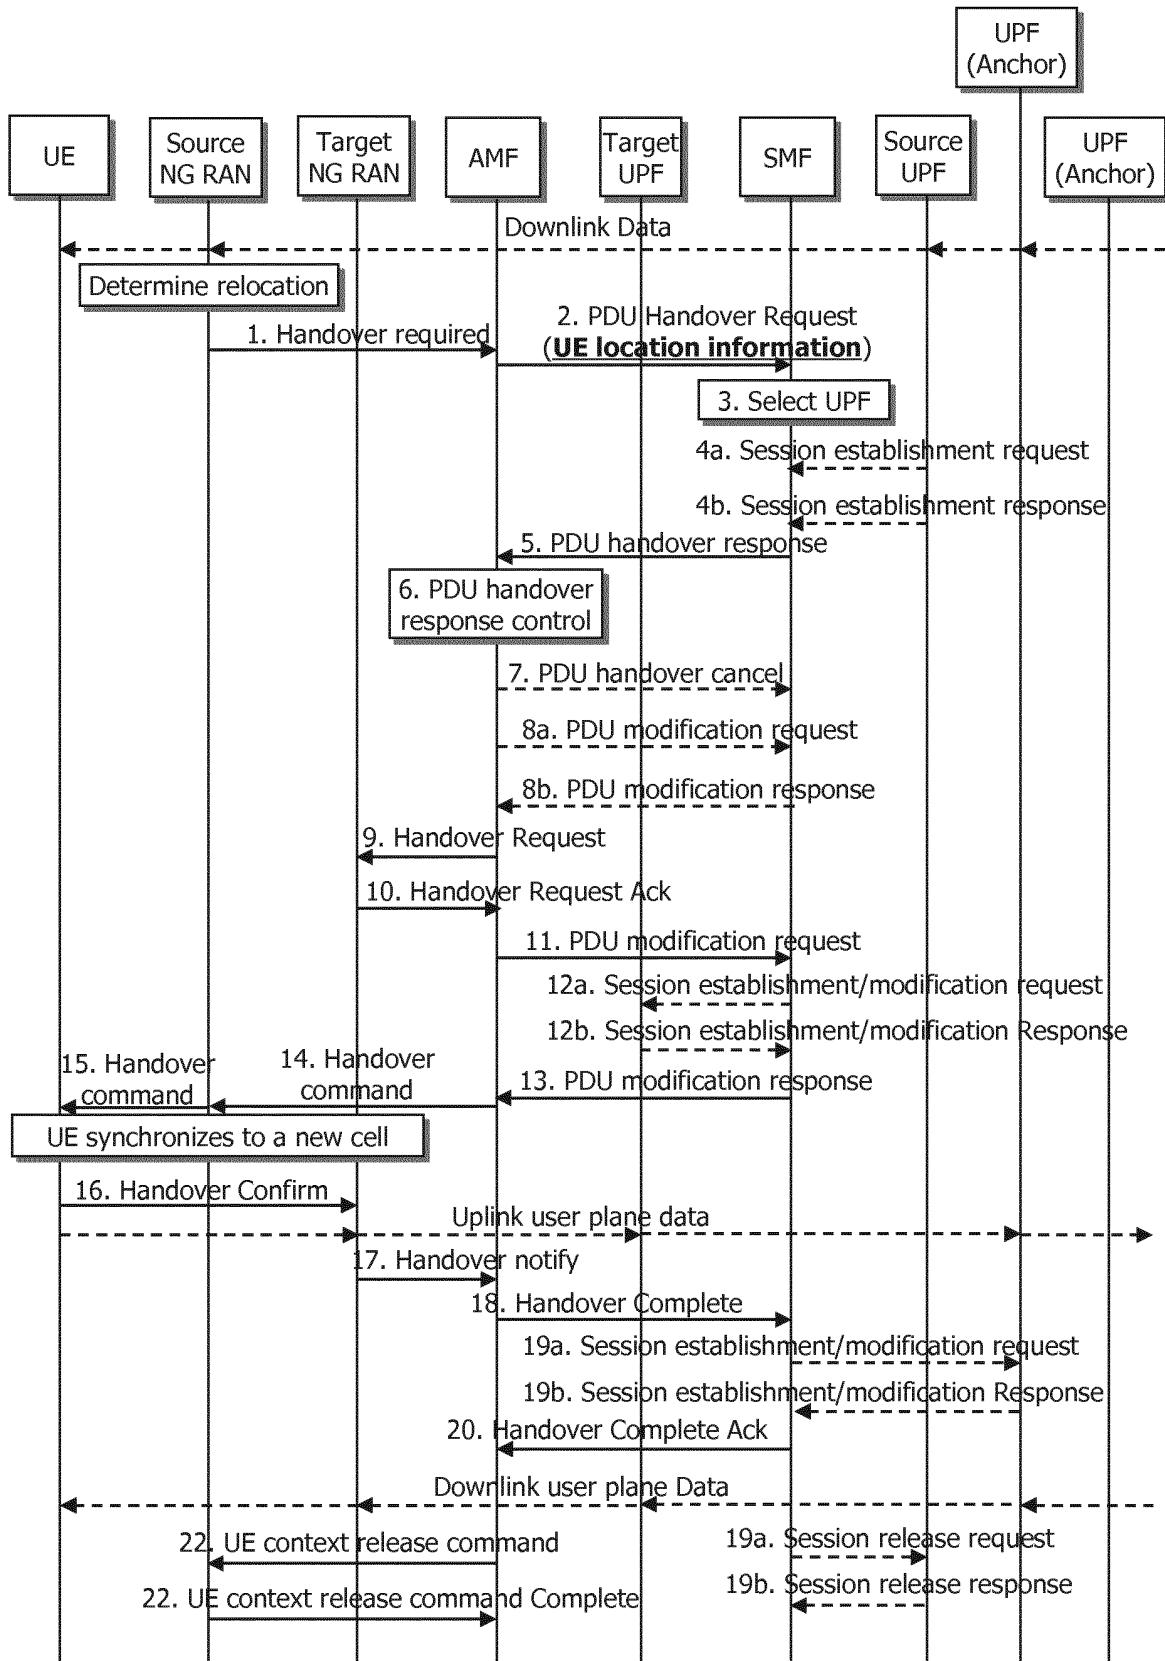 UPF
(Anchor)
UE
Source
NG RAN
Target
NG RAN
AMF
Target
UPF
SMF
Source
UPF
UPF
(Anchor)
Downlink Data
Determine relocation
1. Handover required
2. PDU Handover Request
(UE location information)
3. Select UPF
4a. Session establishment request
4b. Session establishment response
5. PDU handover response
6. PDU handover
response control
7. PDU handover cancel
8a. PDU modification request
8b. PDU modification response
9. Handover Request
10. Handover Request Ack
11. PDU modification request
12a. Session establishment/modification request
12b. Session establishment/modification Response
13. PDU modification response
14. Handover
command
15. Handover
command
UE synchronizes to a new cell
16. Handover Confirm
Uplink user plane data
17. Handover notify
18. Handover Complete
19a. Session establishment/modification request
19b. Session establishment/modification Response
20. Handover Complete Ack
Downlink user plane Data
22. UE context release command
19a. Session release request
19b. Session release response
22. UE context release command Complete